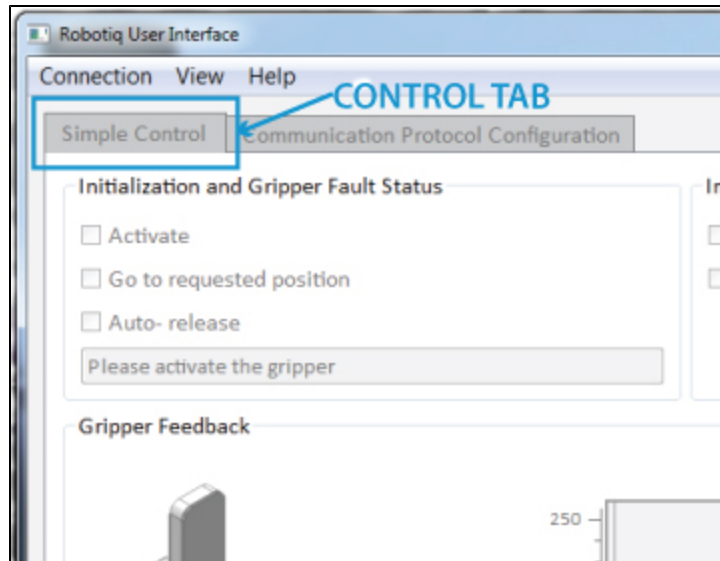 Robotiq User Interface
Connection View Help
CONTROL TAB
Simple Control
Communication Protocol Configuration
Initialization and Gripper Fault Status
Activate
Go to requested position
Auto- release
Please activate the gripper
Gripper Feedback
250